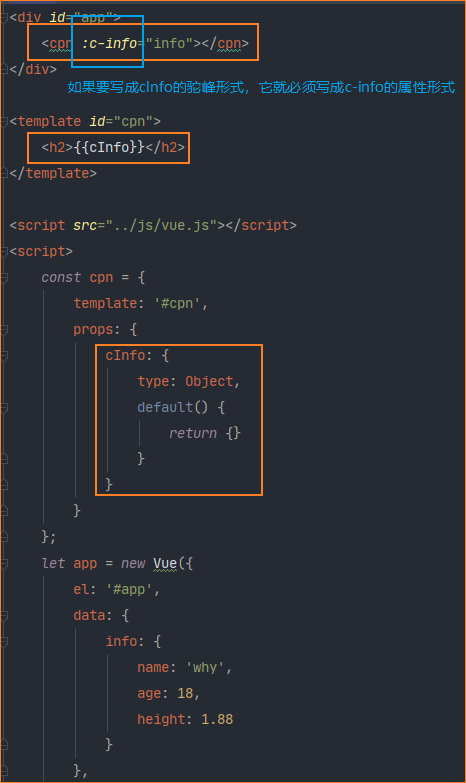 <div id="app">
    <cpn :c-info="info"></cpn>
</div>
如果要写成cInfo的驼峰形式，它就必须写成c-info的属性形式
<template id="cpn">
    <h2>{{cInfo}}</h2>
</template>
<script src="../js/vue.js"></script>
<script>
    const cpn = {
        template: '#cpn',
        props: {
            cInfo: {
                type: Object,
                default() {
                    return {}
                }
            }
        }
    };
    let app = new Vue({
        el: '#app',
        data: {
            info: {
                name: 'why',
                age: 18,
                height: 1.88
            }
        },